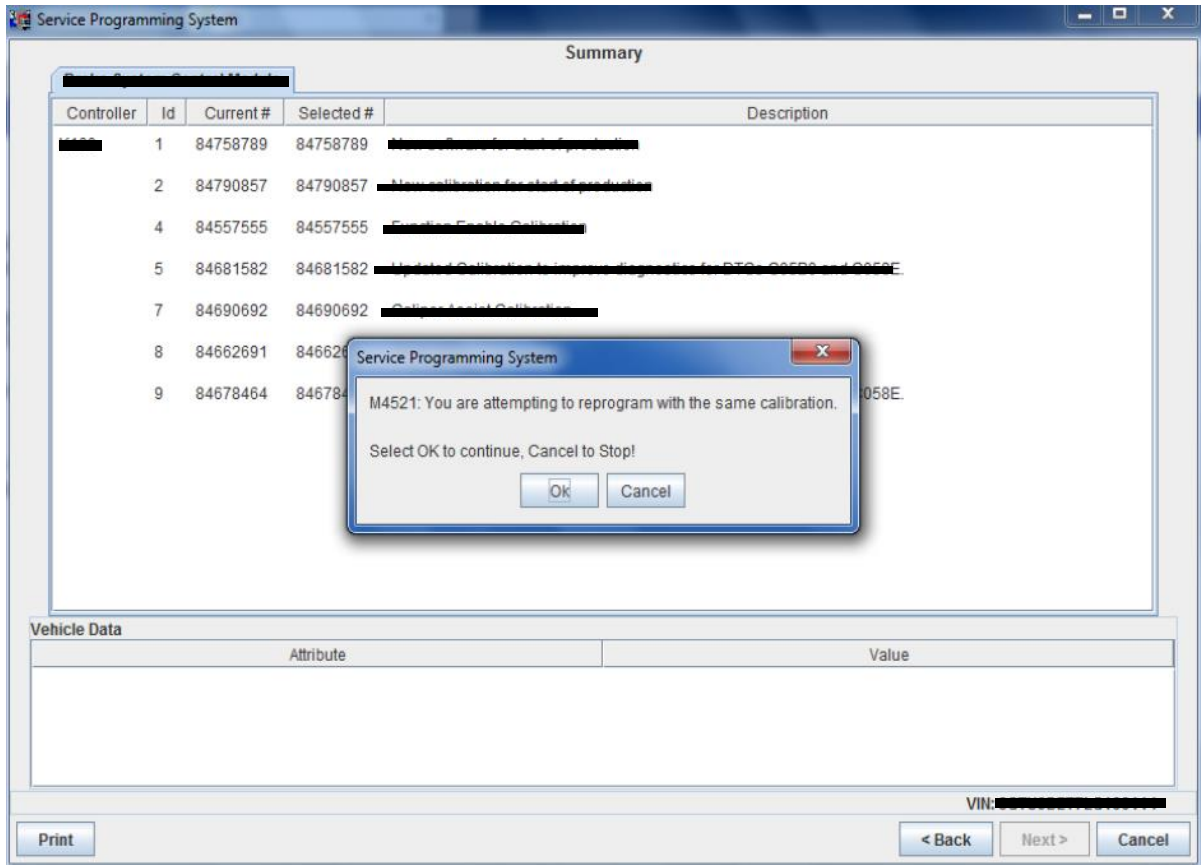 Service Programming System
Summary
Controller Id Current # Selected # Description
1 84758789 84758789
2 84790857 84790857
4 84557555 84557555
5 84681582 84681582
7 84690692 84690692
8 84662691
9 84678464
Service Programming System
M4521: You are attempting to reprogram with the same calibration.
Select OK to continue, Cancel to Stop!
Ok Cancel
Vehicle Data
Attribute Value
VIN:
Print < Back Next > Cancel